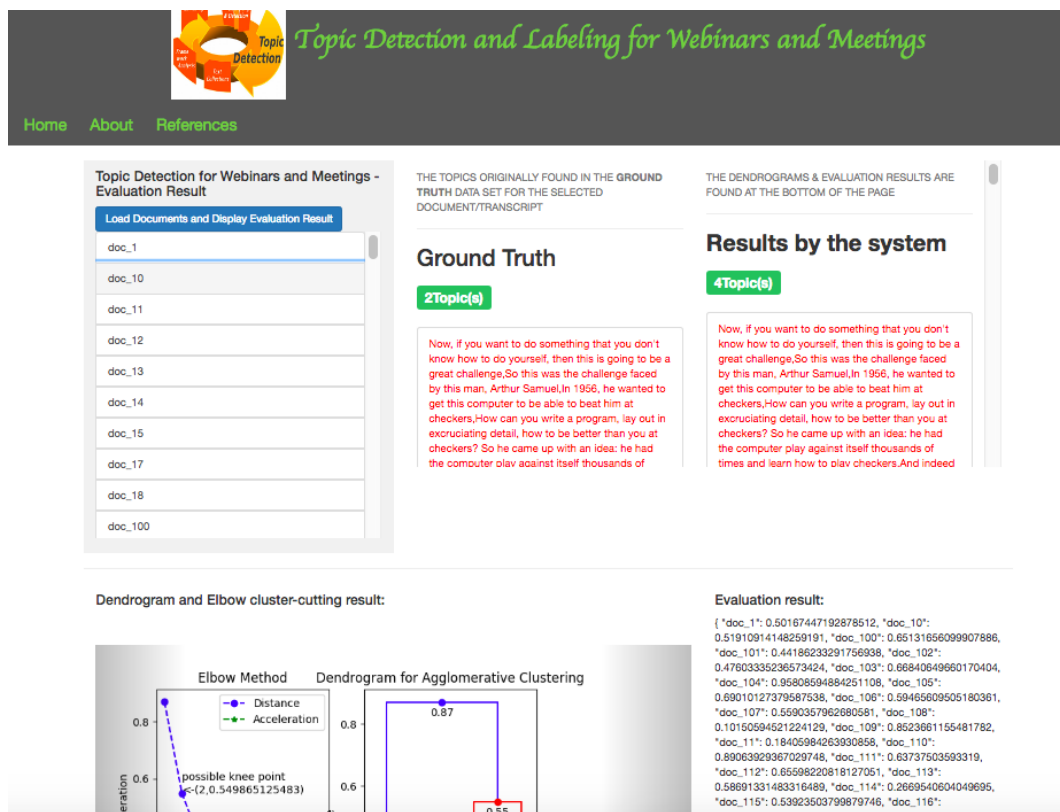 Topic
Detection
Topic Detection and Labeling for Webinars and Meetings
Home About References
Topic Detection for Webinars and Meetings -
Evaluation Result
Load Documents and Display Evaluation Result
doc_1
doc_10
doc_11
doc_12
doc_13
doc_14
doc_15
doc_17
doc_18
doc_100
THE TOPICS ORIGINALLY FOUND IN THE GROUND
TRUTH DATA SET FOR THE SELECTED
DOCUMENT/TRANSCRIPT
Ground Truth
2Topic(s)
Now, if you want to do something that you don't
know how to do yourself, then this is going to be a
great challenge,So this was the challenge faced
by this man, Arthur Samuel,In 1956, he wanted to
get this computer to be able to beat him at
checkers,How can you write a program, lay out in
excruciating detail, how to be better than you at
checkers? So he came up with an idea: he had
the computer play against itself thousands of
THE DENDROGRAMS & EVALUATION RESULTS ARE
FOUND AT THE BOTTOM OF THE PAGE
Results by the system
4Topic(s)
Now, if you want to do something that you don't
know how to do yourself, then this is going to be a
great challenge,So this was the challenge faced
by this man, Arthur Samuel,In 1956, he wanted to
get this computer to be able to beat him at
checkers,How can you write a program, lay out in
excruciating detail, how to be better than you at
checkers? So he came up with an idea: he had
the computer play against itself thousands of
times and learn how to play checkers,And indeed
Dendrogram and Elbow cluster-cutting result:
Elbow Method
Distance
Acceleration
0.8
0.6
possible knee point
<-(2,0.549865125483)
Dendrogram for Agglomerative Clustering
0.87
0.8
0.6
0.55
Evaluation result:
{ "doc_1": 0.50167447192878512, "doc_10":
0.51910914148259191, "doc_100": 0.65131656099907886,
"doc_101": 0.44186233291756938, "doc_102":
0.47603335236573424, "doc_103": 0.66840649660170404,
"doc_104": 0.95808594884251108, "doc_105":
0.69010127379587538, "doc_106": 0.59465609505180361,
"doc_107": 0.5590357962680581, "doc_108":
0.10150594521224129, "doc_109": 0.8523661155481782,
"doc_11": 0.18405984263930858, "doc_110":
0.89063929367029748, "doc_111": 0.63737503593319,
"doc_112": 0.65598220818127051, "doc_113":
0.58691331483316489, "doc_114": 0.2669540604049695,
"doc_115": 0.53923503799879746, "doc_116":